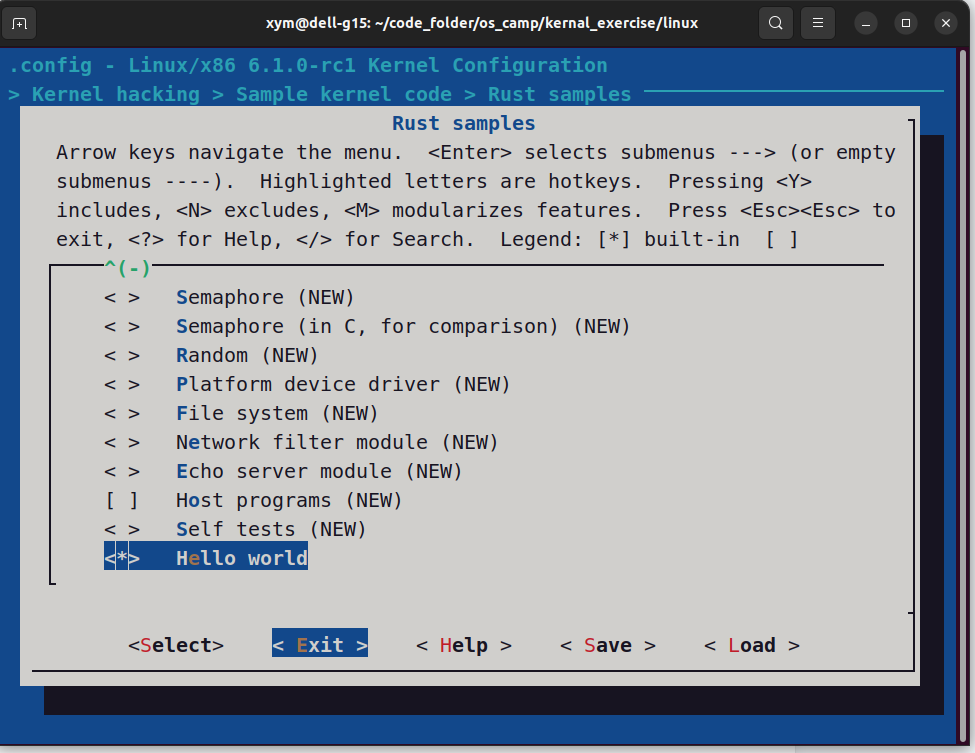 xym@dell-g15: ~/code_folder/os_camp/kernal_exercise/linux
.config - Linux/x86 6.1.0-rc1 Kernel Configuration
> Kernel hacking > Sample kernel code > Rust samples
Rust samples
Arrow keys navigate the menu.  <Enter> selects submenus ---> (or empty
submenus ----).  Highlighted letters are hotkeys.  Pressing <Y>
includes, <N> excludes, <M> modularizes features.  Press <Esc><Esc> to
exit, <?> for Help, </> for Search.  Legend: [*] built-in  [ ]
^(-)
< >   Semaphore (NEW)
< >   Semaphore (in C, for comparison) (NEW)
< >   Random (NEW)
< >   Platform device driver (NEW)
< >   File system (NEW)
< >   Network filter module (NEW)
< >   Echo server module (NEW)
[ ]   Host programs (NEW)
< >   Self tests (NEW)
<*>   Hello world
<Select>    < Exit >    < Help >    < Save >    < Load >